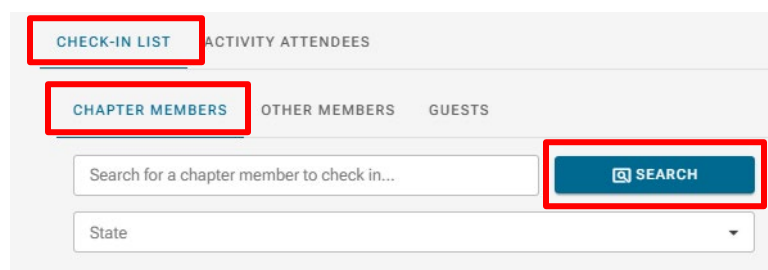 CHECK-IN LIST ACTIVITY ATTENDEES
CHAPTER MEMBERS OTHER MEMBERS GUESTS
Search for a chapter member to check in... SEARCH
State